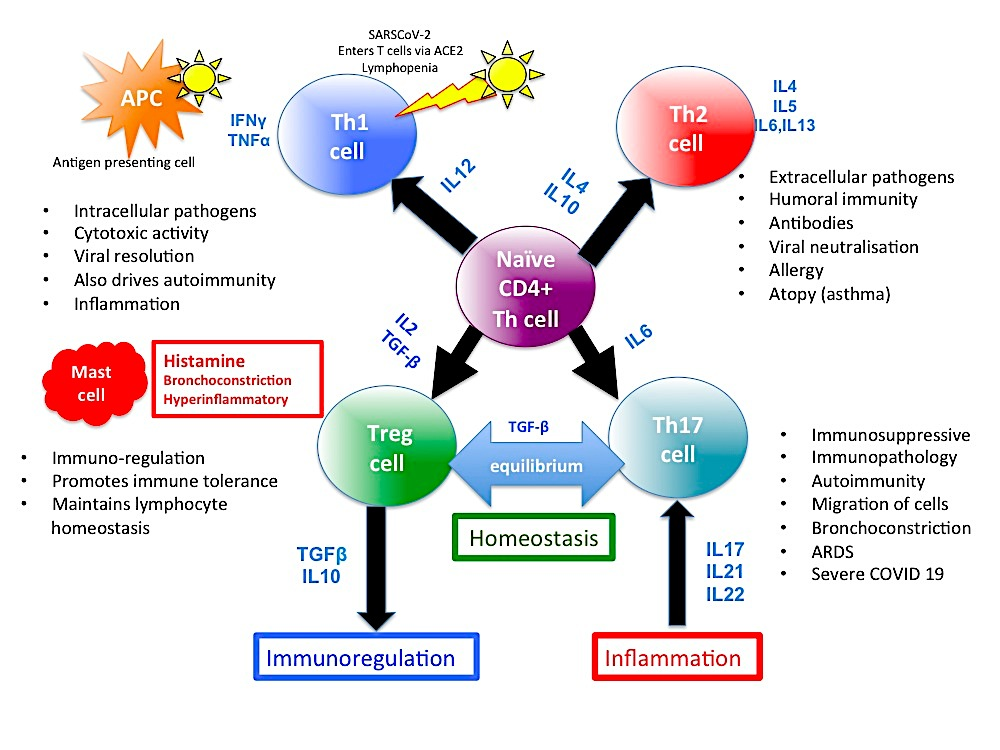 SARSCoV-2
Enters T cells via ACE2
Lymphopenia
APC
Antigen presenting cell
IFNγ
TNFα
Th1
cell
Th2
cell
IL4
IL5
IL6,IL13
IL12
IL4
IL10
Intracellular pathogens
Cytotoxic activity
Viral resolution
Also drives autoimmunity
Inflammation
Extracellular pathogens
Humoral immunity
Antibodies
Viral neutralisation
Allergy
Atopy (asthma)
Naïve
CD4+
Th cell
IL2
TGF-β
IL6
Mast
cell
Histamine
Bronchoconstriction
Hyperinflammatory
Treg
cell
TGF-β
equilibrium
Th17
cell
Homeostasis
Immuno-regulation
Promotes immune tolerance
Maintains lymphocyte
homeostasis
Immunosuppressive
Immunopathology
Autoimmunity
Migration of cells
Bronchoconstriction
ARDS
Severe COVID 19
TGFβ
IL10
IL17
IL21
IL22
Immunoregulation
Inflammation